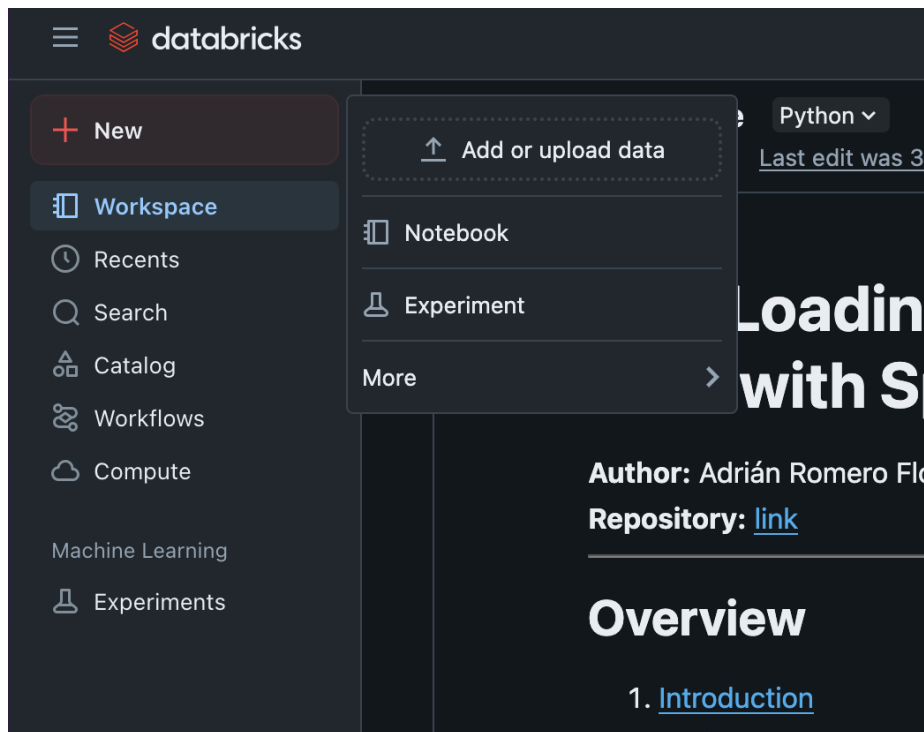 databricks
New
Workspace
Recents
Search
Catalog
Workflows
Compute
Machine Learning
Experiments
Add or upload data
Notebook
Experiment
More
Python
Last edit was 3
Loadin
with S
Author: Adrián Romero Flo
Repository: link
Overview
1. Introduction